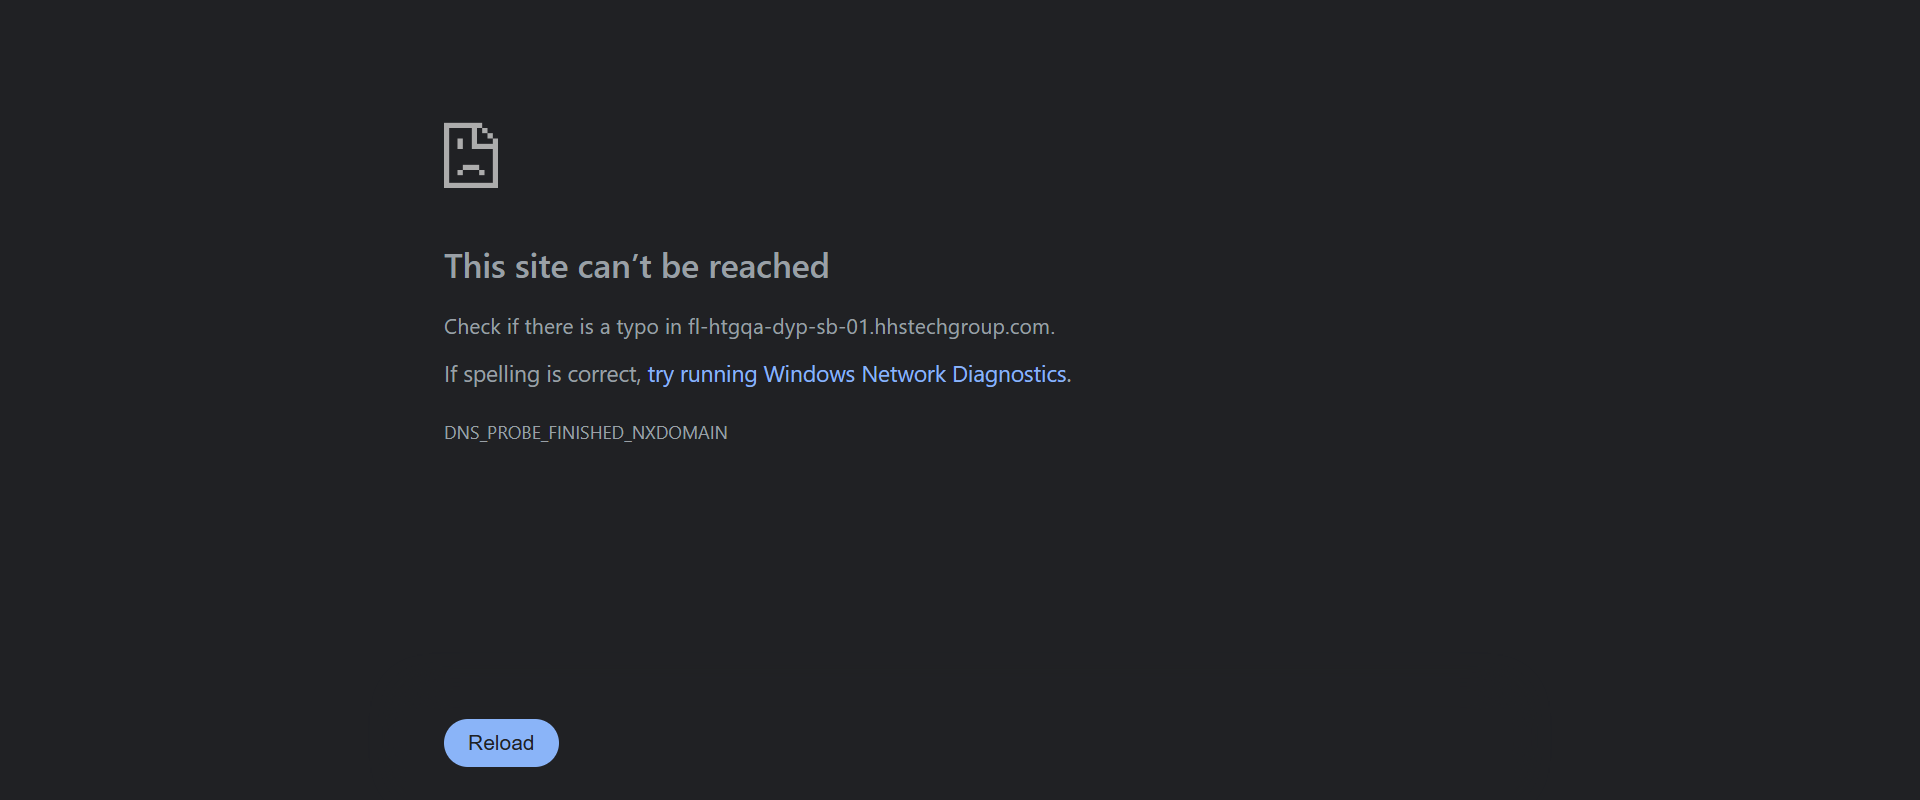 This site can’t be reached
Check if there is a typo in fl-htgqa-dyp-sb-01.hhstechgroup.com.
If spelling is correct, try running Windows Network Diagnostics.
DNS_PROBE_FINISHED_NXDOMAIN
Reload